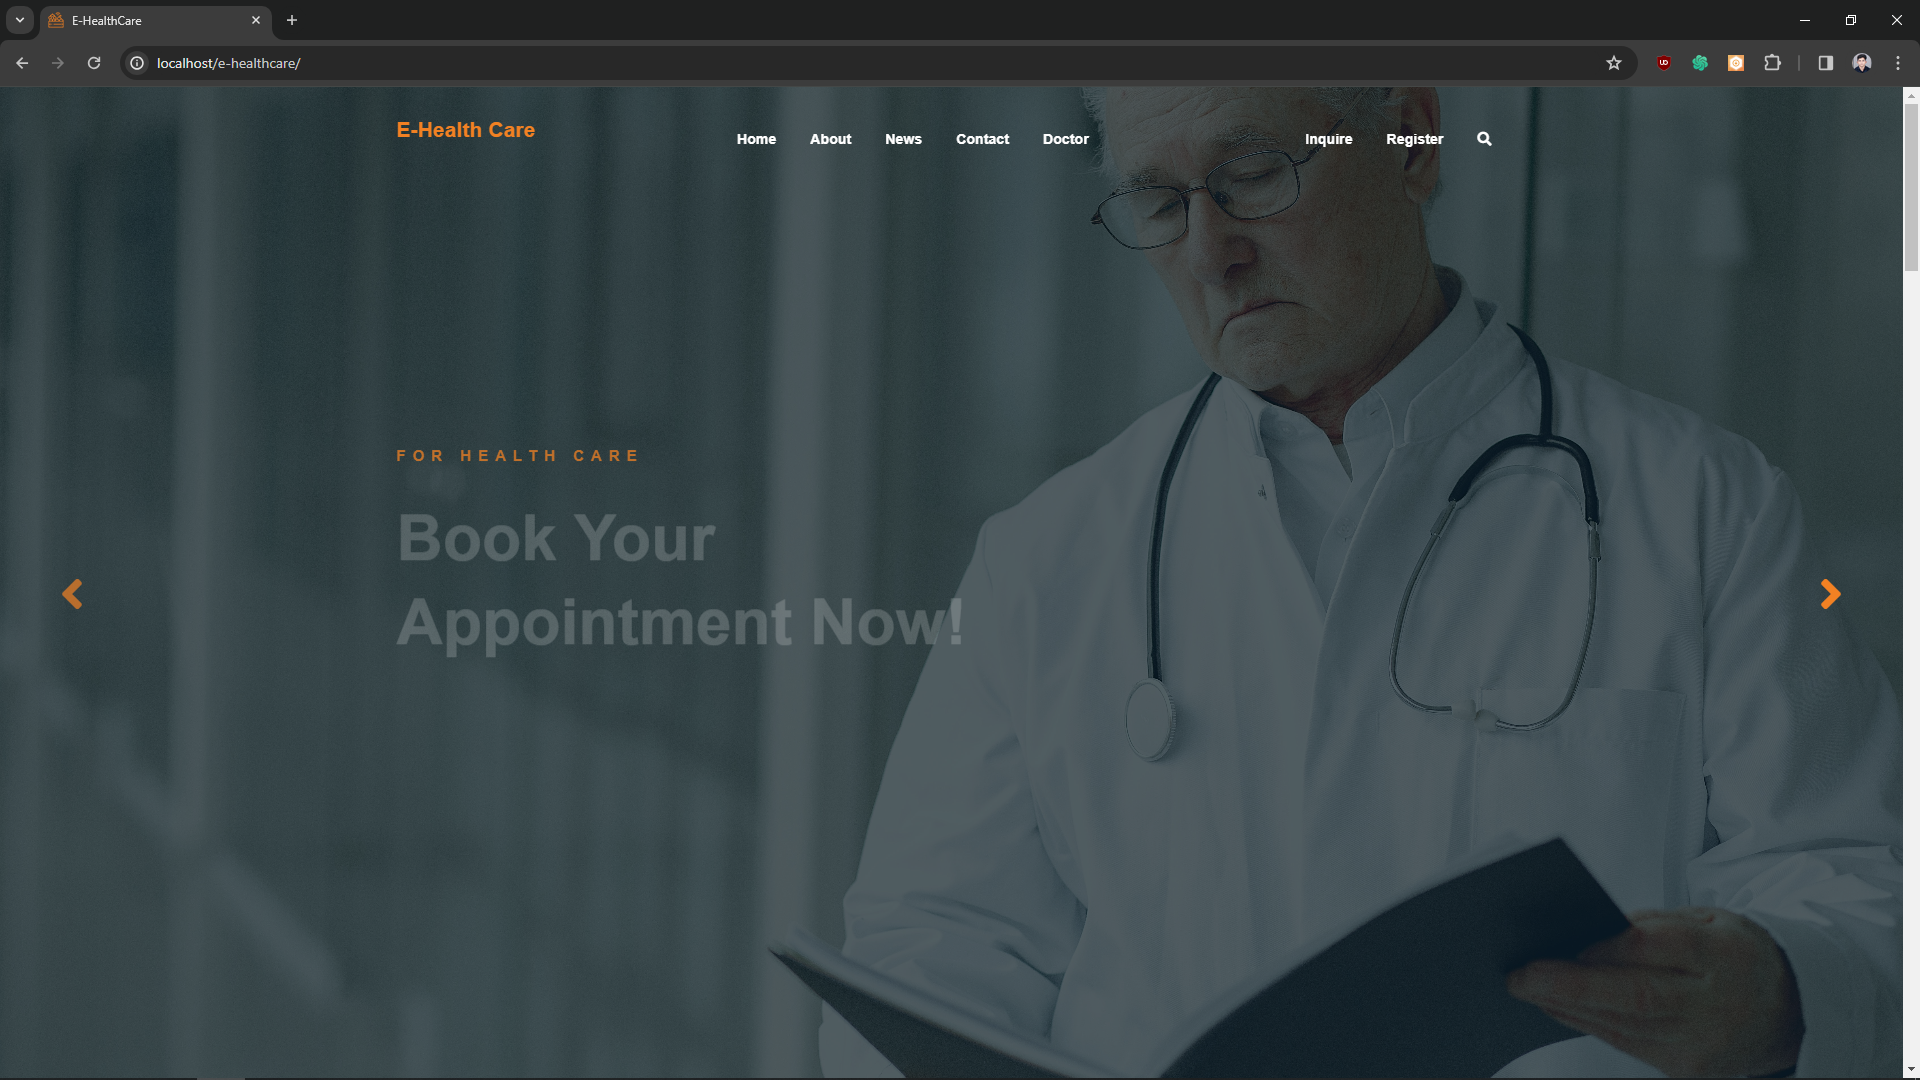 E-HealthCare
localhost/e-healthcare/
E-Health Care
Home About News Contact Doctor Inquire Register
FOR HEALTH CARE
Book Your
Appointment Now!